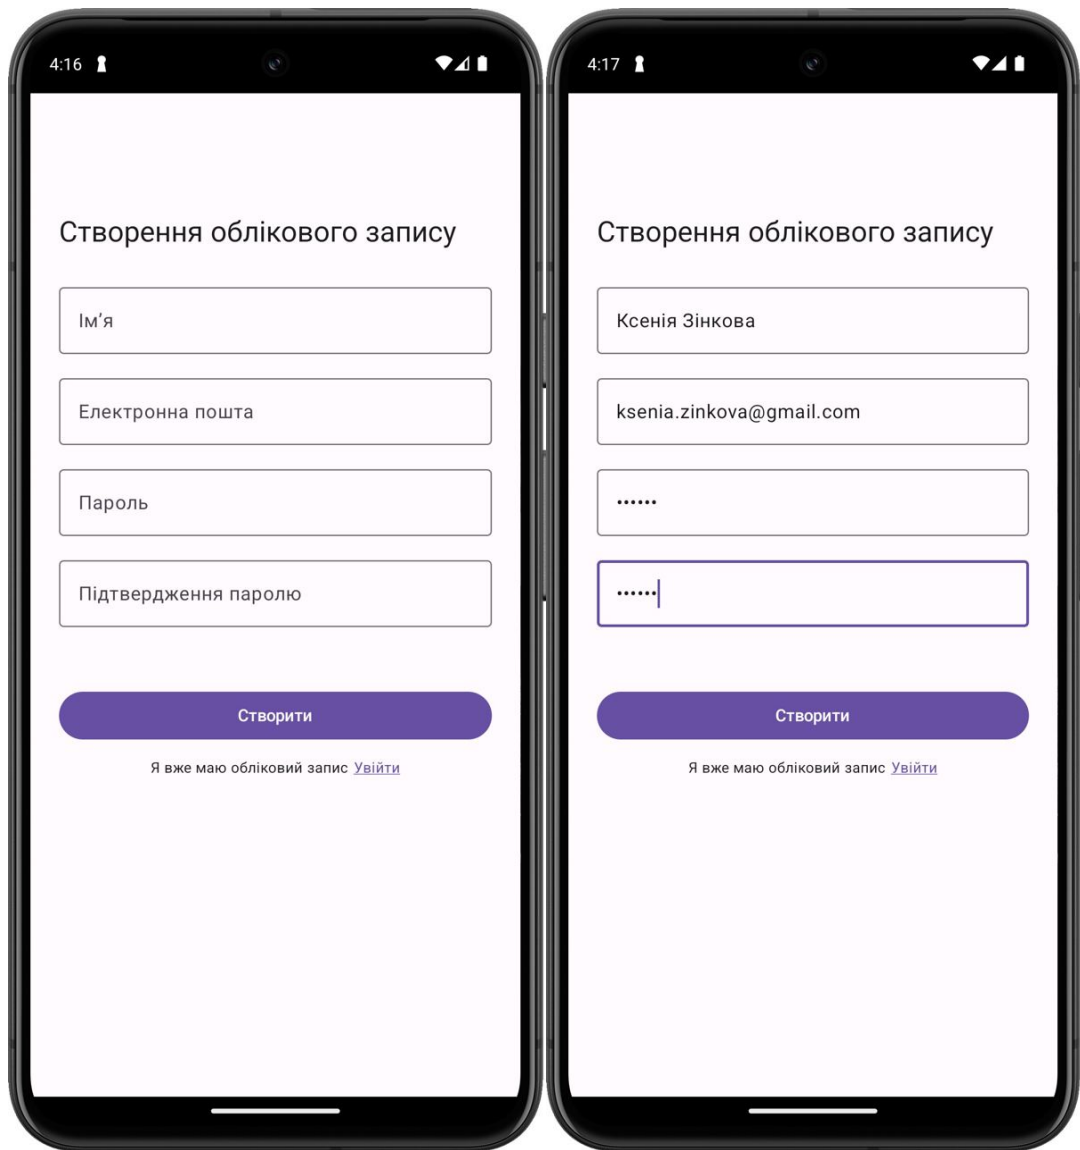 4:16
Створення облікового запису
Ім’я
Електронна пошта
Пароль
Підтвердження паролю
Створити
Я вже маю обліковий запис Увійти
4:17
Створення облікового запису
Ксенія Зінкова
ksenia.zinkova@gmail.com
••••••
••••••
Створити
Я вже маю обліковий запис Увійти